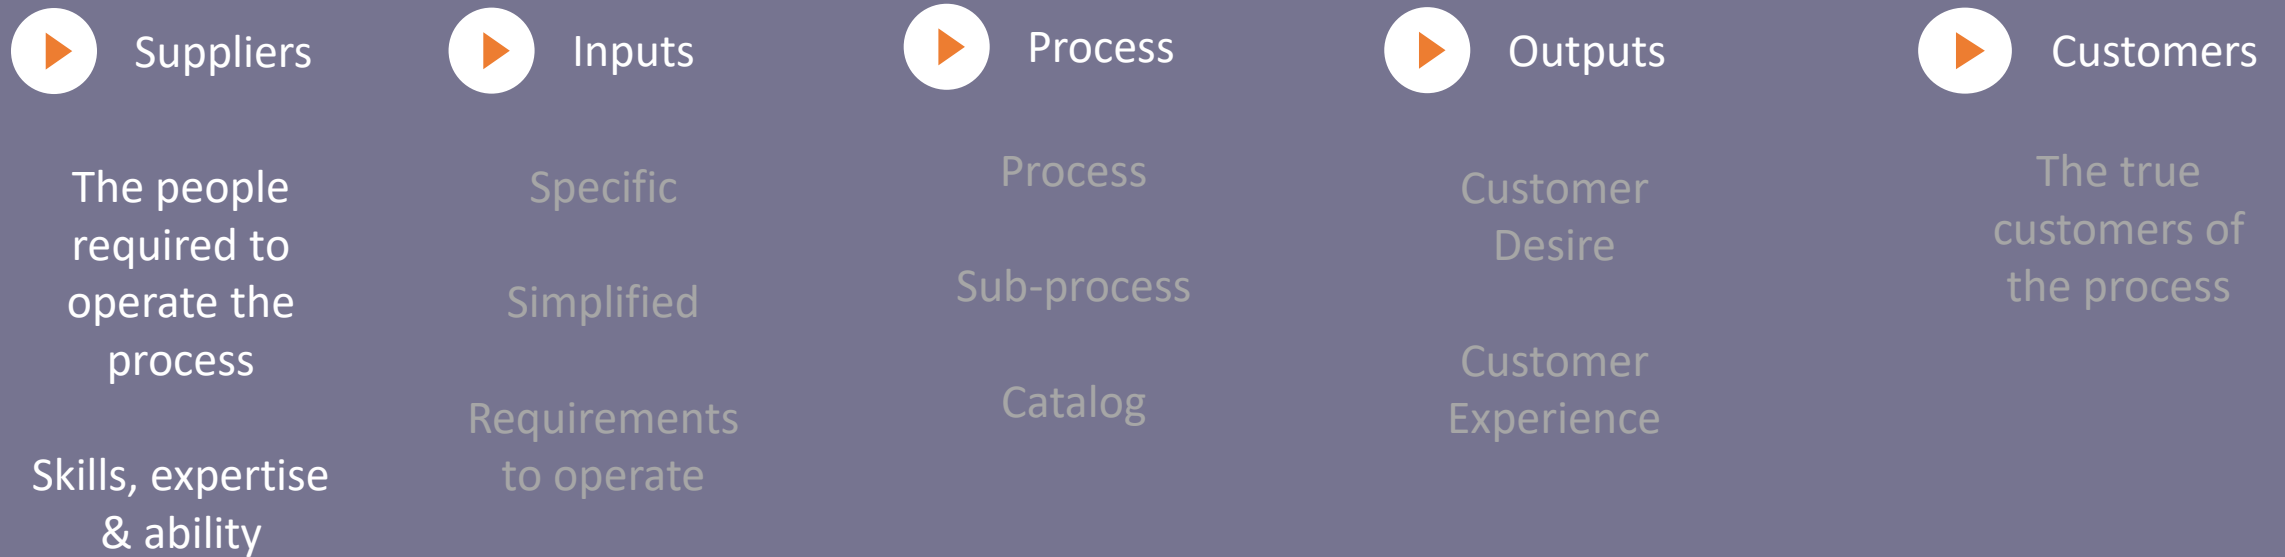 Suppliers
Inputs
Process
Outputs
Customers
The people
required to
operate the
process
Skills, expertise
& ability
Specific
Simplified
Requirements
to operate
Process
Sub-process
Catalog
Customer
Desire
Customer
Experience
The true
customers of
the process